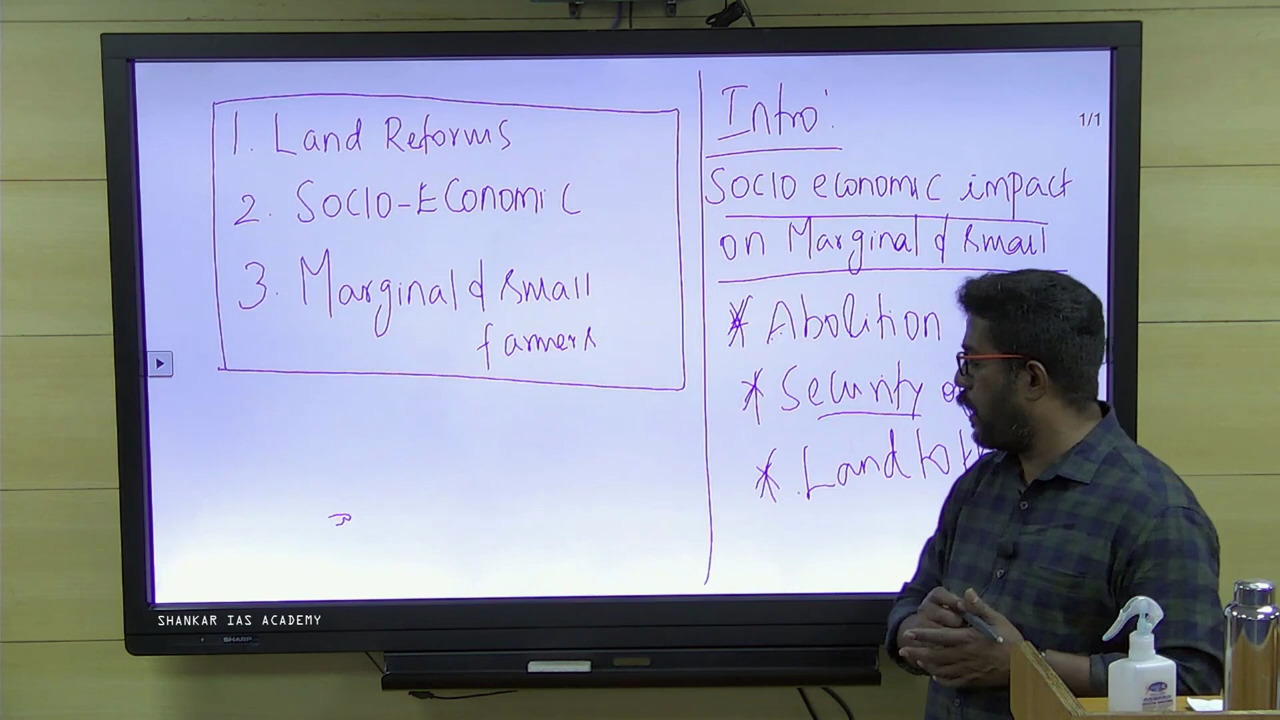 1. Land Reforms
2. Socio-Economic
3. Marginal & small
farmers
Intro:
1/1
Socio economic impact
on Marginal & small
* Abolition
* Security
* Land to
SHANKAR IAS ACADEMY
SHARP